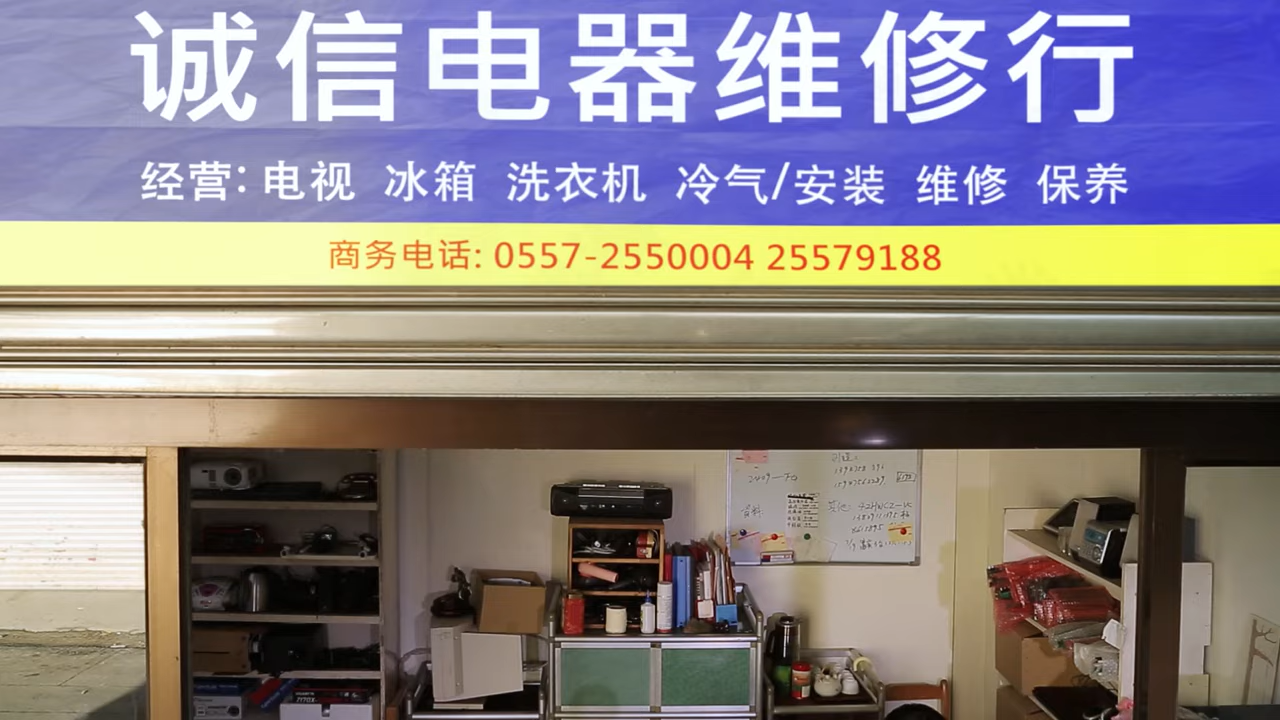 诚信电器维修行
经营: 电视 冰箱 洗衣机 冷气/安装 维修 保养
商务电话: 0557-2550004 25579188